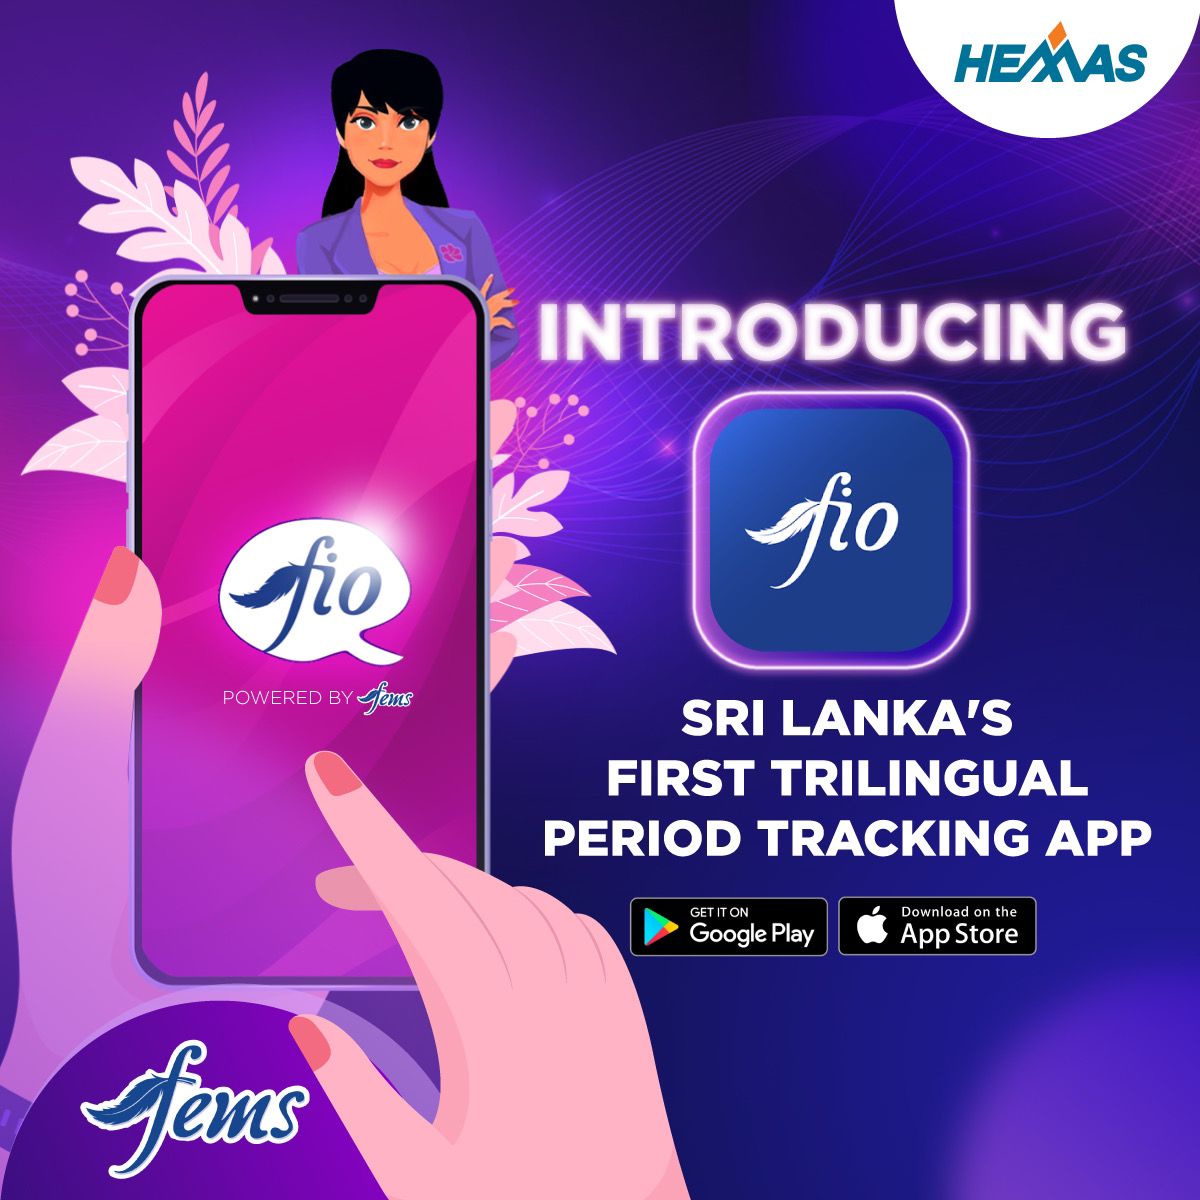 HEMAS
INTRODUCING
fio
fio
POWERED BY fems
SRI LANKA'S
FIRST TRILINGUAL
PERIOD TRACKING APP
GET IT ON
Google Play
Download on the
App Store
fems